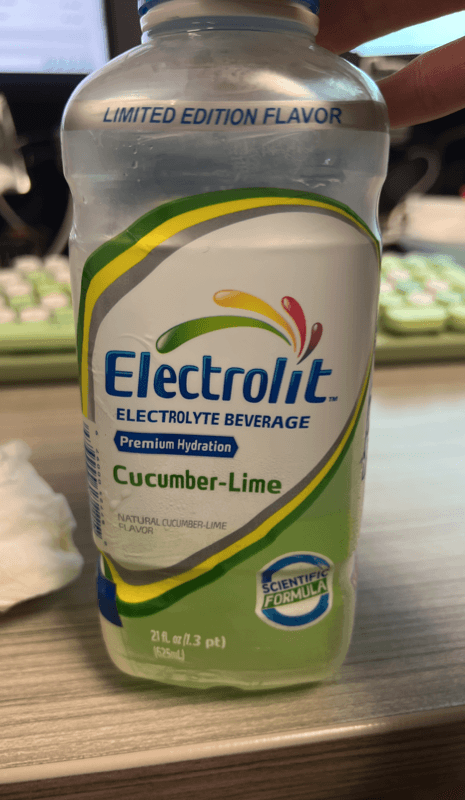 LIMITED EDITION FLAVOR
Electrolit™
ELECTROLYTE BEVERAGE
Premium Hydration
Cucumber-Lime
NATURAL CUCUMBER-LIME
FLAVOR
SCIENTIFIC
FORMULA
21 fl. oz (1.3 pt)
(625mL)